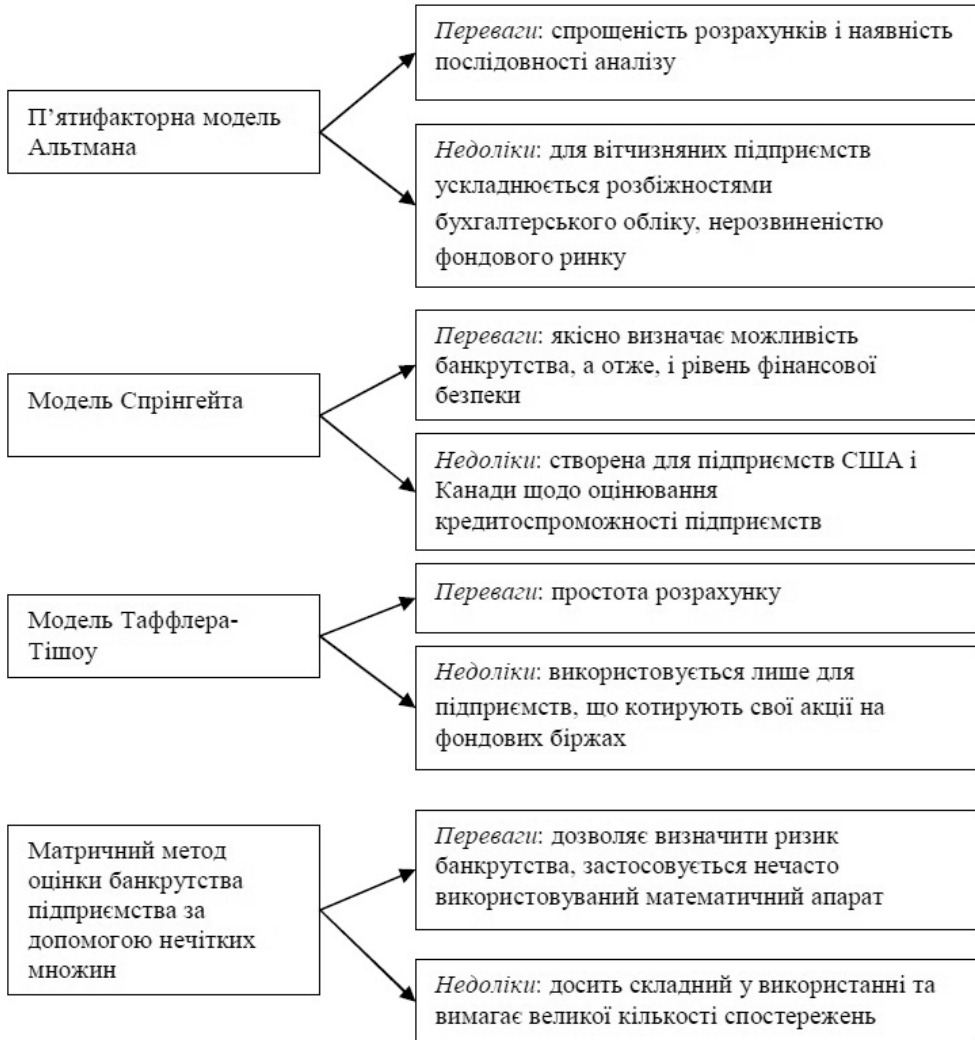 П’ятифакторна модель
Альтмана
Переваги: спрощеність розрахунків і наявність
послідовності аналізу
Недоліки: для вітчизняних підприємств
ускладнюється розбіжностями
бухгалтерського обліку, нерозвиненістю
фондового ринку
Модель Спрінгейта
Переваги: якісно визначає можливість
банкрутства, а отже, і рівень фінансової
безпеки
Недоліки: створена для підприємств США і
Канади щодо оцінювання
кредитоспроможності підприємств
Модель Таффлера-
Тішоу
Переваги: простота розрахунку
Недоліки: використовується лише для
підприємств, що котирують свої акції на
фондових біржах
Матричний метод
оцінки банкрутства
підприємства за
допомогою нечітких
множин
Переваги: дозволяє визначити ризик
банкрутства, застосовується нечасто
використовуваний математичний апарат
Недоліки: досить складний у використанні та
вимагає великої кількості спостережень